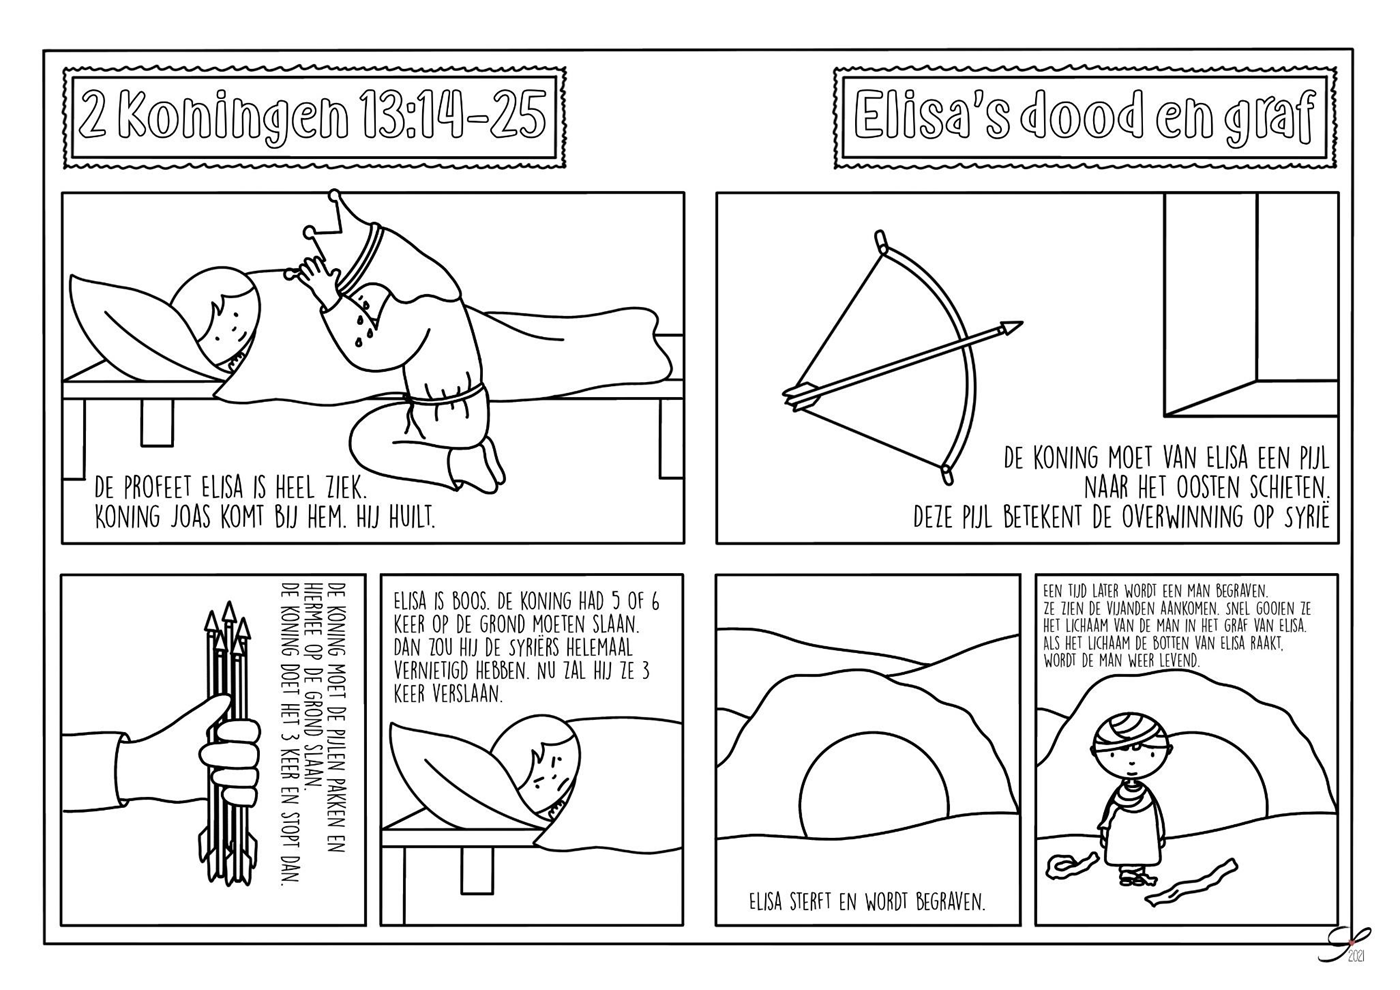 2 Koningen 13:14-25
Elisa's dood en graf
DE PROFEET ELISA IS HEEL ZIEK.
KONING JOAS KOMT BIJ HEM. HIJ HUILT.
DE KONING MOET VAN ELISA EEN PIJL
NAAR HET OOSTEN SCHIETEN.
DEZE PIJL BETEKENT DE OVERWINNING OP SYRIË
DE KONING MOET DE PIJLEN PAKKEN EN
HIERMEE OP DE GROND SLAAN.
DE KONING DOET HET 3 KEER EN STOPT DAN.
ELISA IS BOOS. DE KONING HAD 5 OF 6
KEER OP DE GROND MOETEN SLAAN.
DAN ZOU HIJ DE SYRIËRS HELEMAAL
VERNIETIGD HEBBEN. NU ZAL HIJ ZE 3
KEER VERSLAAN.
ELISA STERFT EN WORDT BEGRAVEN.
EEN TIJD LATER WORDT EEN MAN BEGRAVEN.
ZE ZIEN DE VIJANDEN AANKOMEN. SNEL GOOIEN ZE
HET LICHAAM VAN DE MAN IN HET GRAF VAN ELISA.
ALS HET LICHAAM DE BOTTEN VAN ELISA RAAKT,
WORDT DE MAN WEER LEVEND.
2021